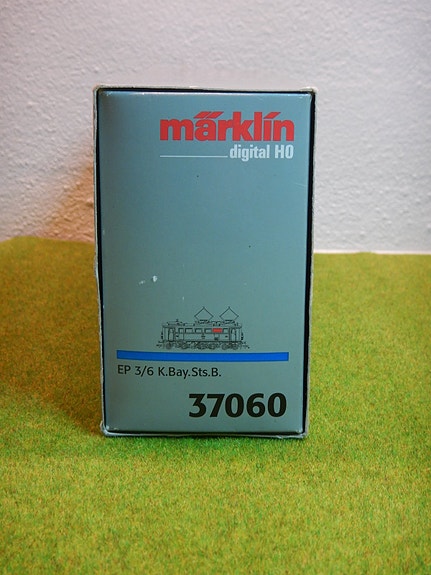 märklin
digital H0
EP 3/6 K.Bay.Sts.B.
37060